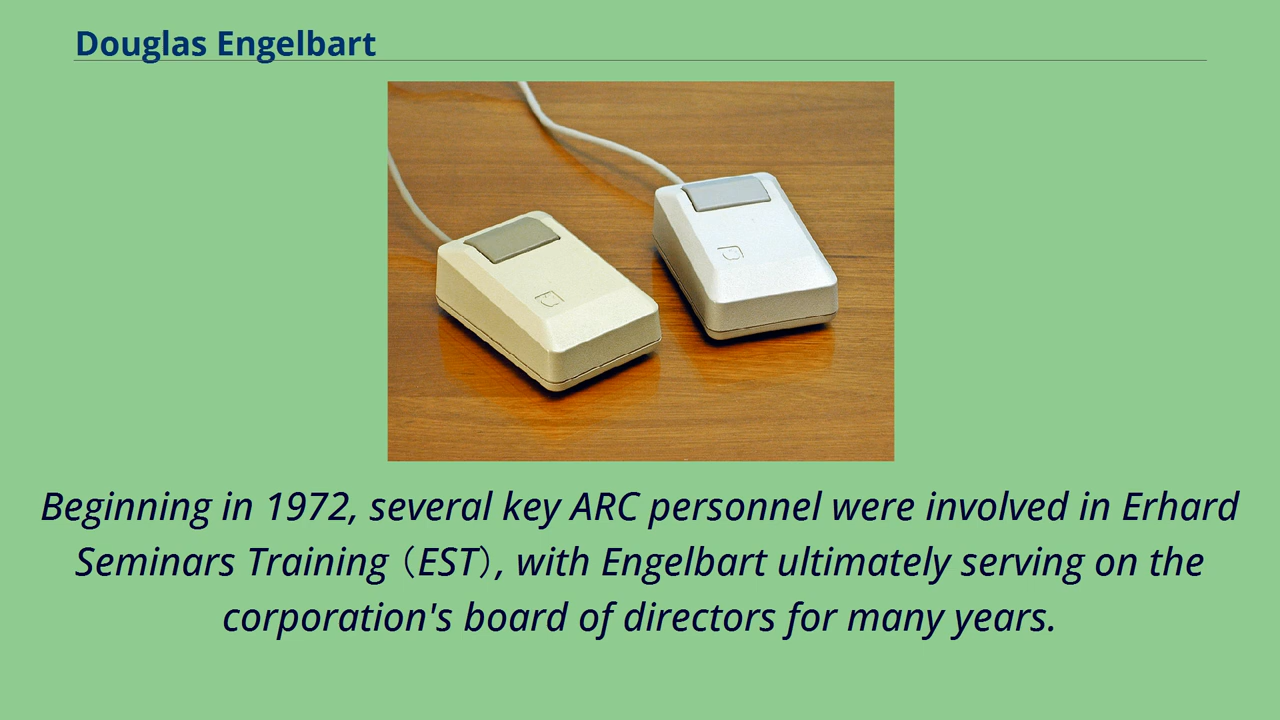 Douglas Engelbart
Beginning in 1972, several key ARC personnel were involved in Erhard
Seminars Training (EST), with Engelbart ultimately serving on the
corporation's board of directors for many years.